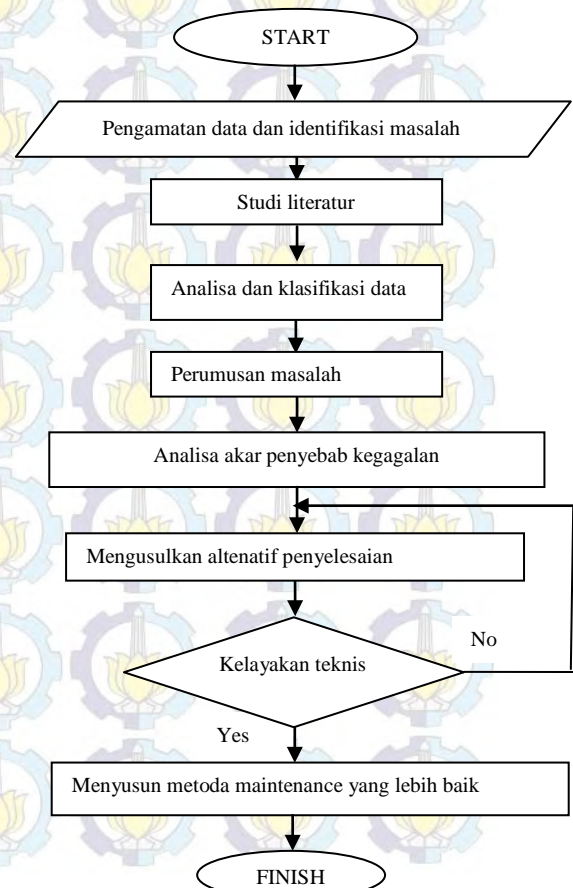 START
Pengamatan data dan identifikasi masalah
Studi literatur
Analisa dan klasifikasi data
Perumusan masalah
Analisa akar penyebab kegagalan
Mengusulkan altenatif penyelesaian
Kelayakan teknis
No
Yes
Menyusun metoda maintenance yang lebih baik
FINISH